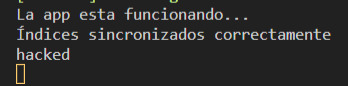 La app esta funcionando...
Índices sincronizados correctamente
hacked